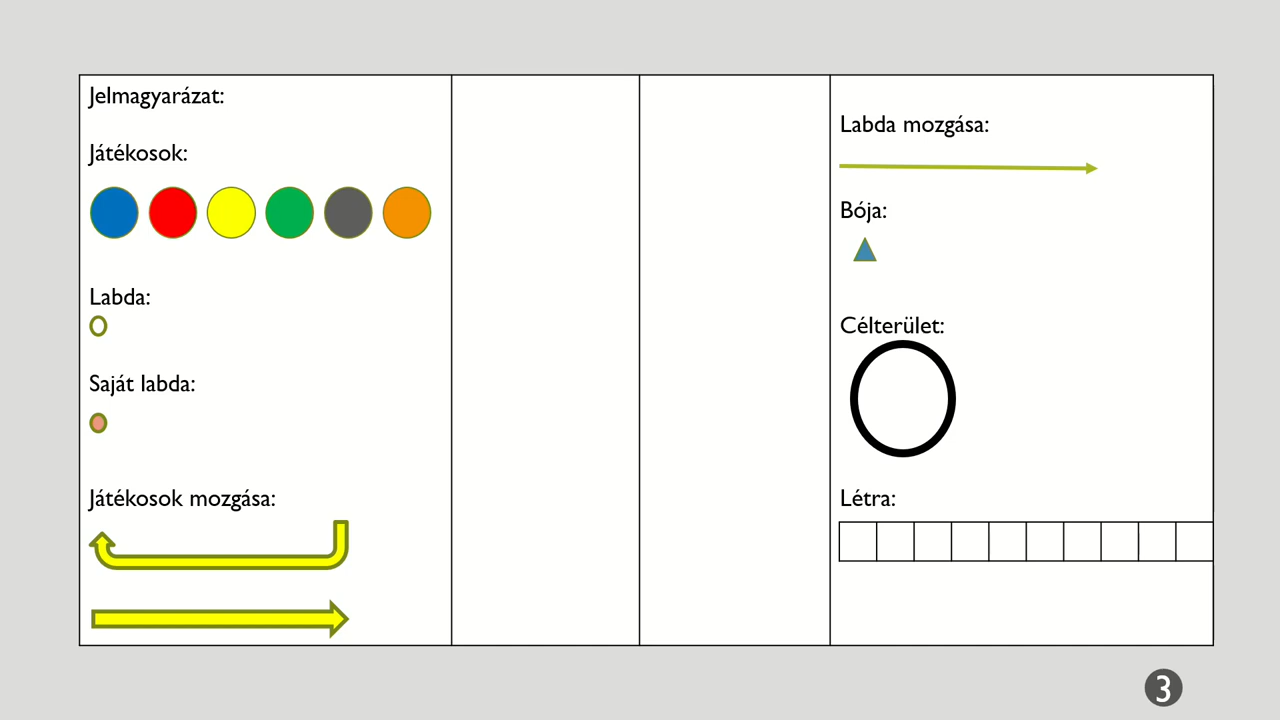 Jelmagyarázat:
Játékosok:
Labda:
Saját labda:
Játékosok mozgása:
Labda mozgása:
Bója:
Célterület:
Létra:
3